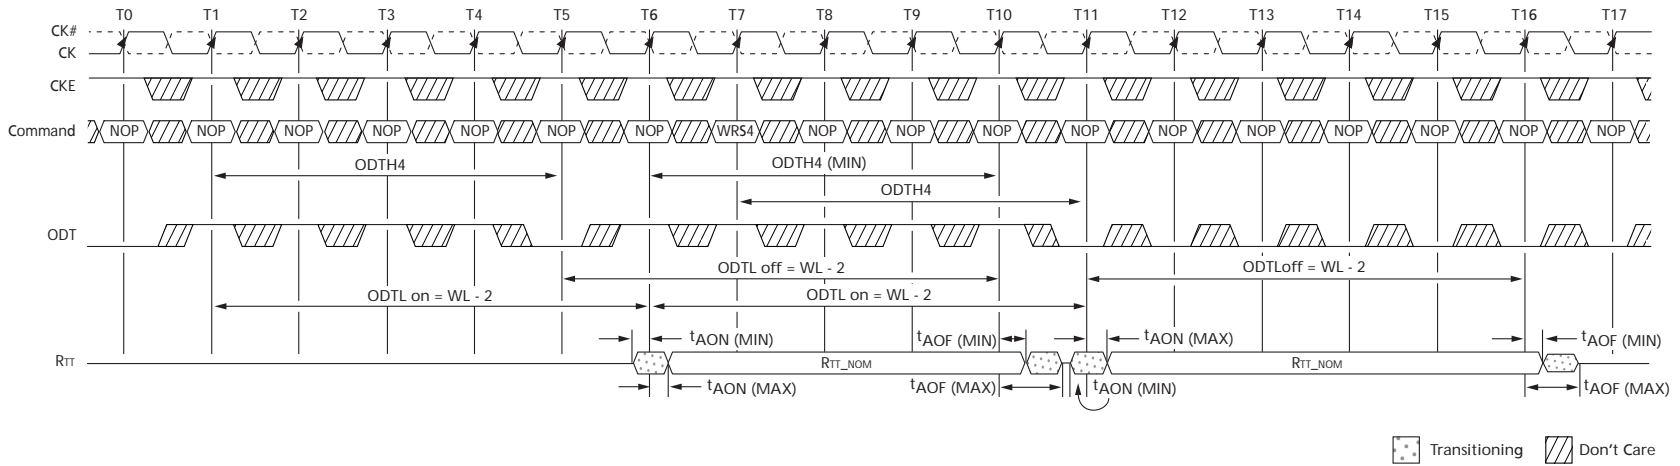 T0 T1 T2 T3 T4 T5 T6 T7 T8 T9 T10 T11 T12 T13 T14 T15 T16 T17
CK#
CK
CKE
Command NOP NOP NOP NOP NOP NOP NOP WRS4 NOP NOP NOP NOP NOP NOP NOP NOP NOP NOP
ODTH4 ODTH4 (MIN)
ODTH4
ODT
ODTL off = WL - 2 ODTLoff = WL - 2
ODTL on = WL - 2 ODTL on = WL - 2
tAON (MIN) tAOF (MIN) tAON (MAX) tAOF (MIN)
RTT RTT_NOM RTT_NOM
tAON (MAX) tAOF (MAX) tAON (MIN) tAOF (MAX)
Transitioning Don't Care